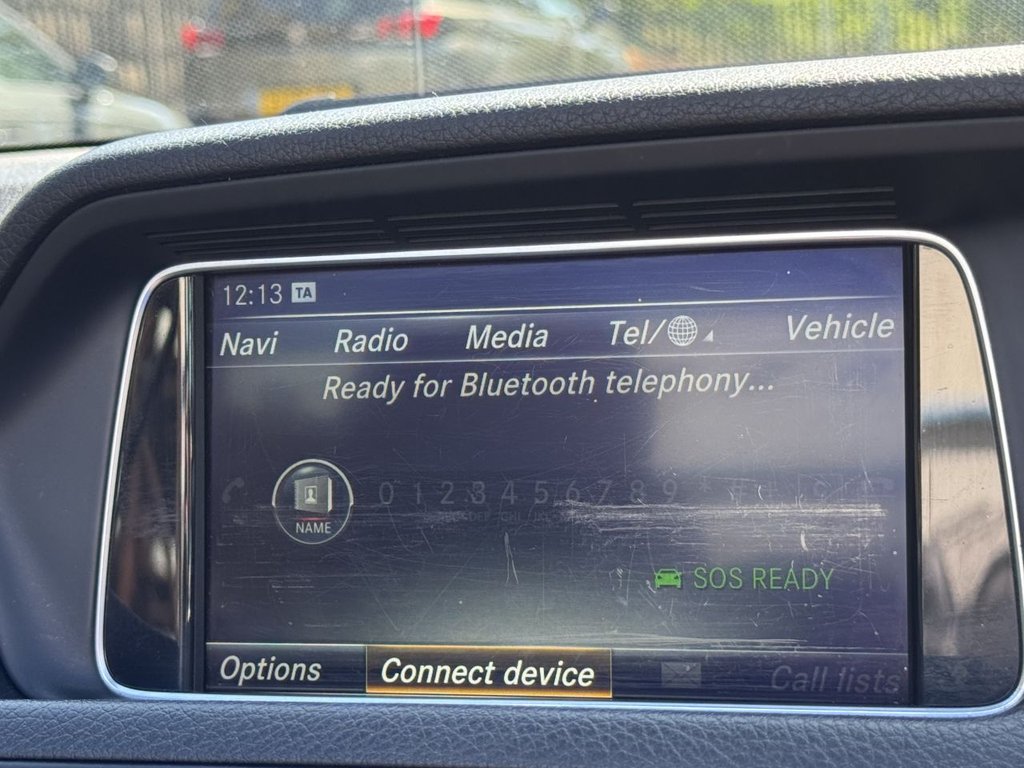 12:13 TA
Navi Radio Media Tel/ Vehicle
Ready for Bluetooth telephony...
0 1 2 3 4 5 6 7 8 9
NAME
SOS READY
Options Connect device Call lists